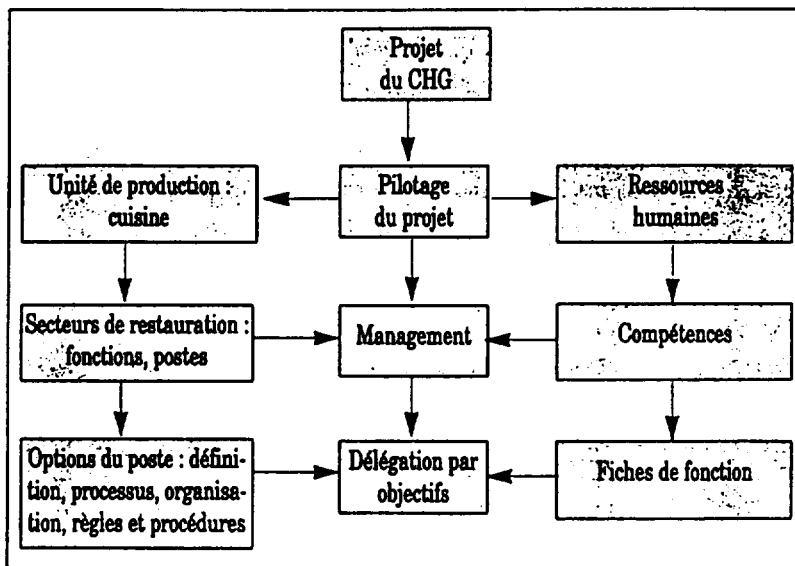 Projet
du CHG
Unité de production :
cuisine
Pilotage
du projet
Ressources
humaines
Secteurs de restauration :
fonctions, postes
Management
Compétences
Options du poste : défini-
tion, processus, organisa-
tion, règles et procédures
Délégation par
objectifs
Fiches de fonction